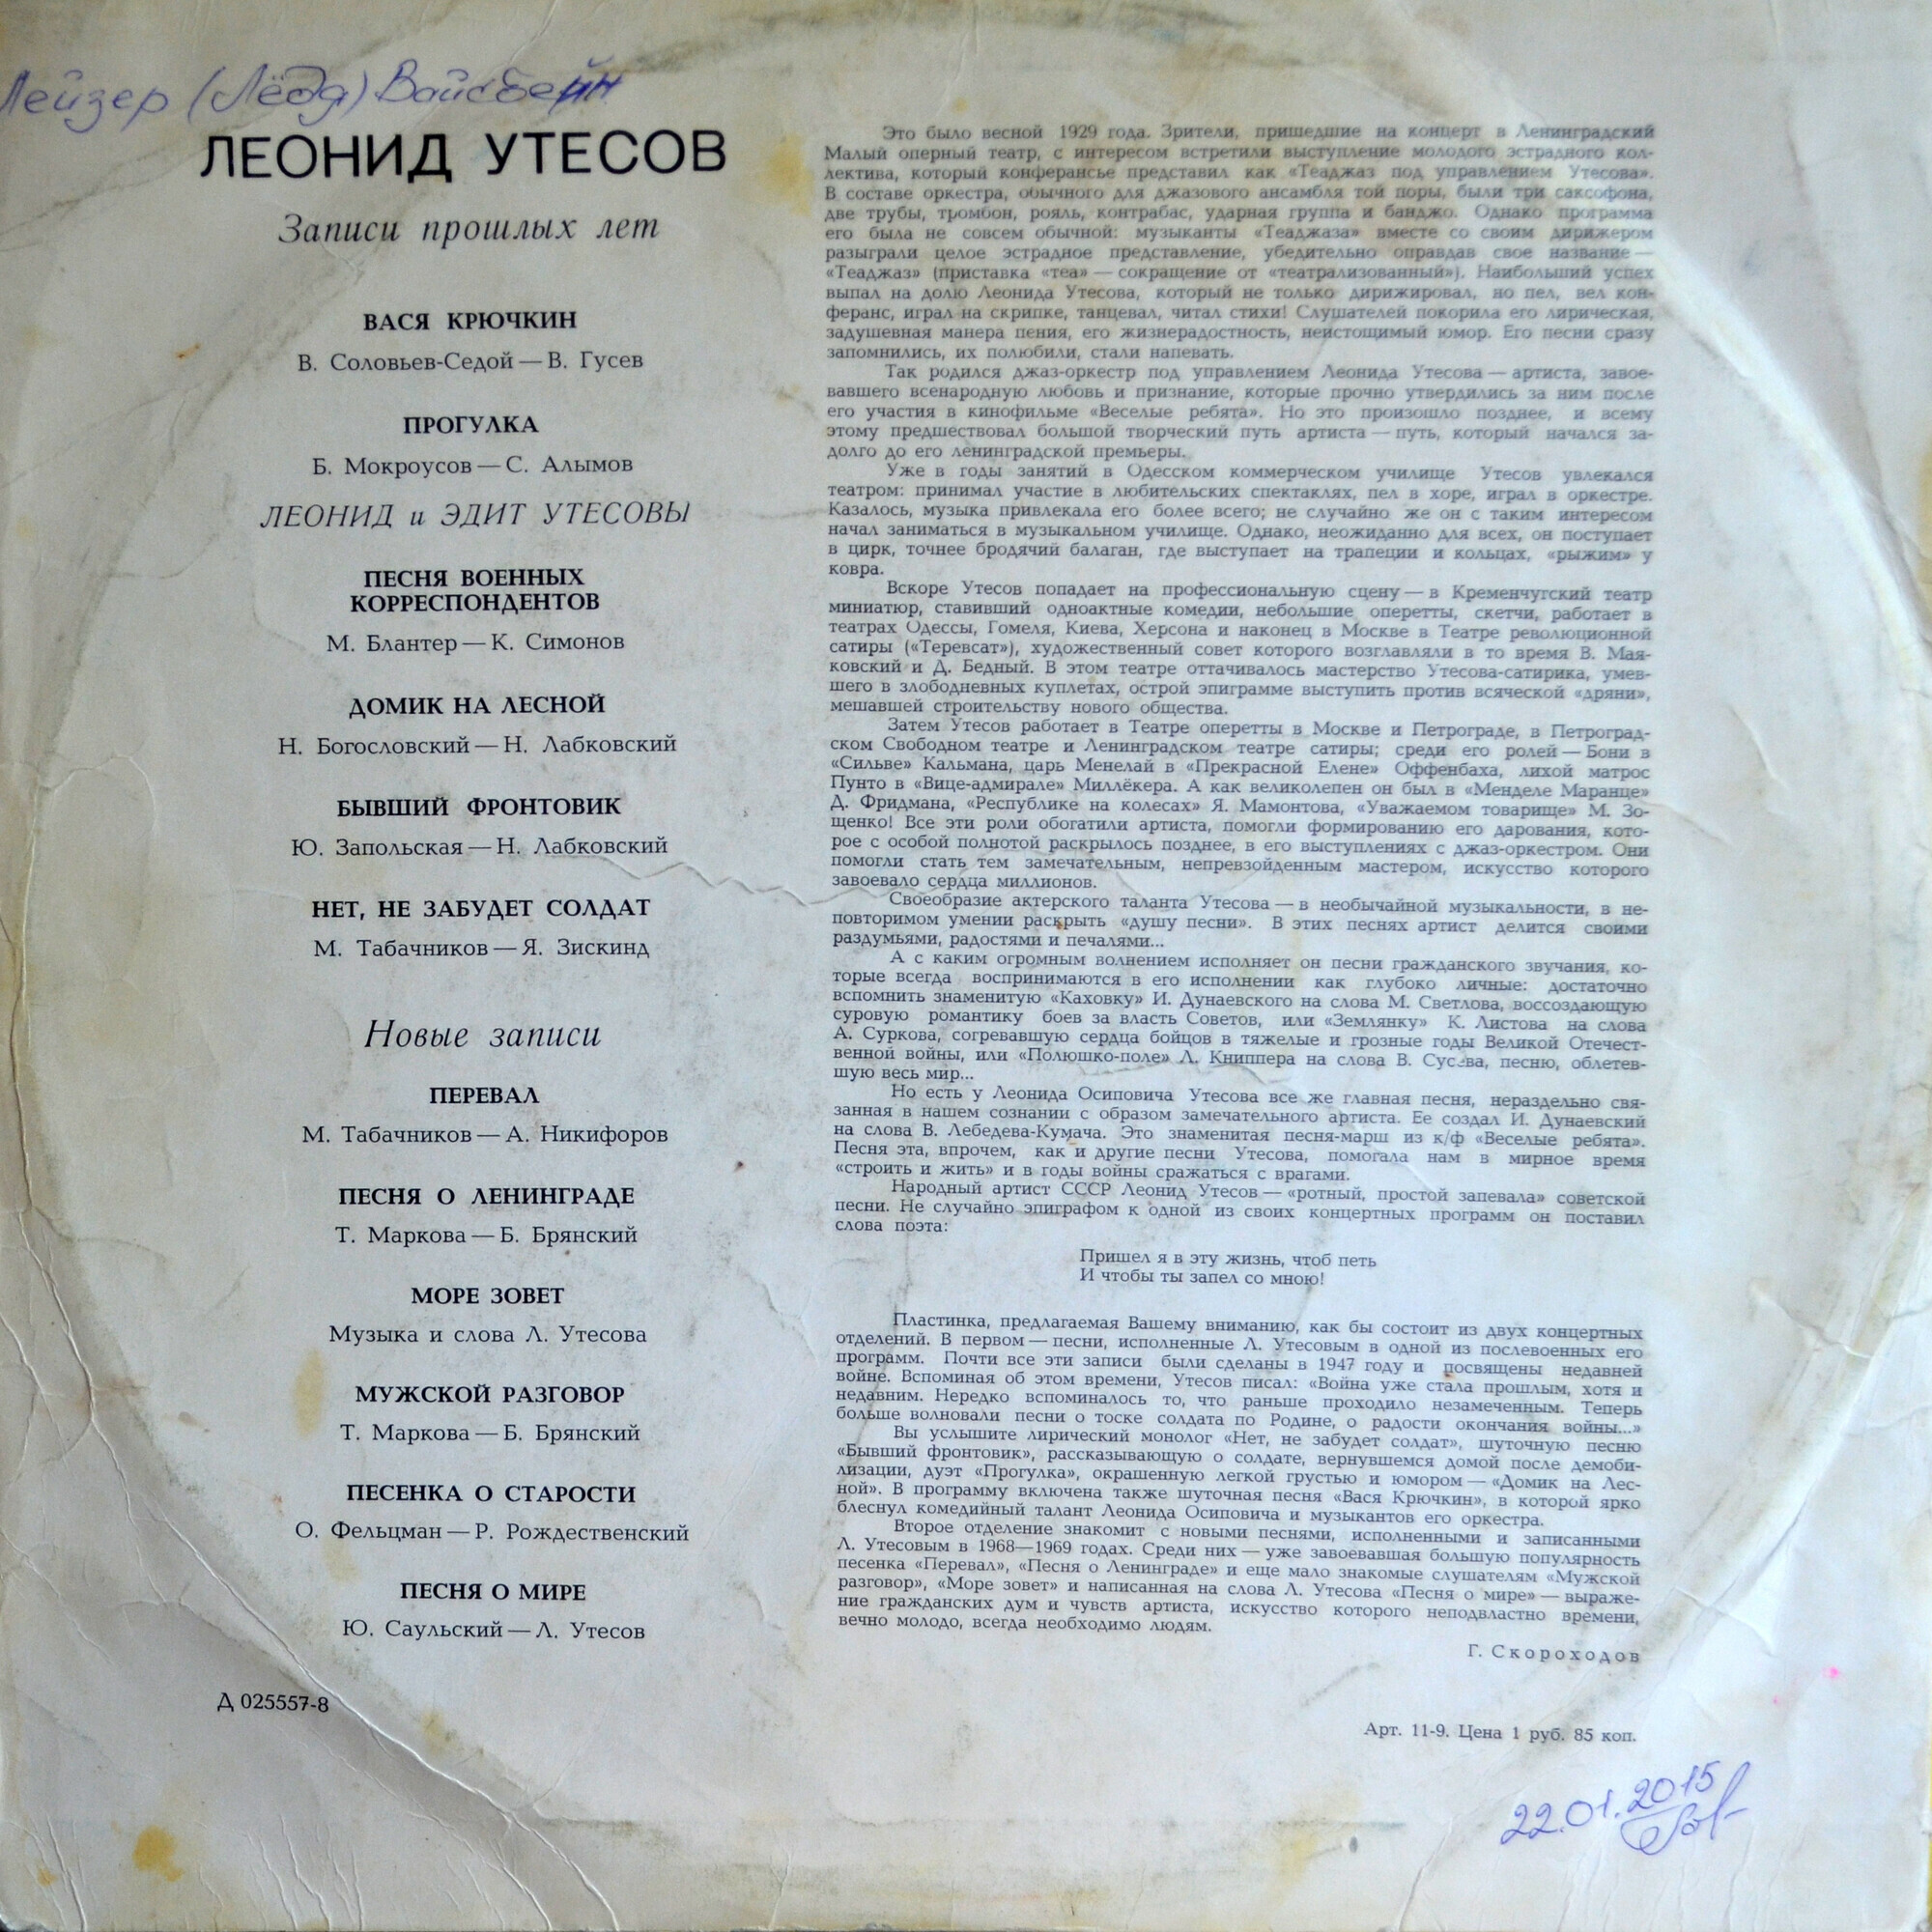 Лейзер (Лёдя) Вайсбейн
ЛЕОНИД УТЕСОВ
Записи прошлых лет
ВАСЯ КРЮЧКИН
В. Соловьев-Седой — В. Гусев
ПРОГУЛКА
Б. Мокроусов — С. Алымов
ЛЕОНИД и ЭДИТ УТЕСОВЫ
ПЕСНЯ ВОЕННЫХ
КОРРЕСПОНДЕНТОВ
М. Блантер — К. Симонов
ДОМИК НА ЛЕСНОЙ
Н. Богословский — Н. Лабковский
БЫВШИЙ ФРОНТОВИК
Ю. Запольская — Н. Лабковский
НЕТ, НЕ ЗАБУДЕТ СОЛДАТ
М. Табачников — Я. Зискинд
Новые записи
ПЕРЕВАЛ
М. Табачников — А. Никифоров
ПЕСНЯ О ЛЕНИНГРАДЕ
Т. Маркова — Б. Брянский
МОРЕ ЗОВЕТ
Музыка и слова Л. Утесова
МУЖСКОЙ РАЗГОВОР
Т. Маркова — Б. Брянский
ПЕСЕНКА О СТАРОСТИ
О. Фельцман — Р. Рождественский
ПЕСНЯ О МИРЕ
Ю. Саульский — Л. Утесов
Д 025557-8
Это было весной 1929 года. Зрители, пришедшие на концерт в Ленинградский
Малый оперный театр, с интересом встретили выступление молодого эстрадного кол-
лектива, который конферансье представил как «Теаджаз под управлением Утесова».
В составе оркестра, обычного для джазового ансамбля той поры, были три саксофона,
две трубы, тромбон, рояль, контрабас, ударная группа и банджо. Однако программа
его была не совсем обычной: музыканты «Теаджаза» вместе со своим дирижером
разыграли целое эстрадное представление, убедительно оправдав свое название —
«Теаджаз» (приставка «теа» — сокращение от «театрализованный»). Наибольший успех
выпал на долю Леонида Утесова, который не только дирижировал, но пел, вел кон-
феранс, играл на скрипке, танцевал, читал стихи! Слушателей покорила его лирическая,
задушевная манера пения, его жизнерадостность, неистощимый юмор. Его песни сразу
запомнились, их полюбили, стали напевать.
Так родился джаз-оркестр под управлением Леонида Утесова — артиста, завое-
вавшего всенародную любовь и признание, которые прочно утвердились за ним после
его участия в кинофильме «Веселые ребята». Но это произошло позднее, и всему
этому предшествовал большой творческий путь артиста — путь, который начался за-
долго до его ленинградской премьеры.
Уже в годы занятий в Одесском коммерческом училище Утесов увлекался
театром: принимал участие в любительских спектаклях, пел в хоре, играл в оркестре.
Казалось, музыка привлекала его более всего; не случайно же он с таким интересом
начал заниматься в музыкальном училище. Однако, неожиданно для всех, он поступает
в цирк, точнее бродячий балаган, где выступает на трапеции и кольцах, «рыжим» у
ковра.
Вскоре Утесов попадает на профессиональную сцену — в Кременчугский театр
миниатюр, ставивший одноактные комедии, небольшие оперетты, скетчи, работает в
театрах Одессы, Гомеля, Киева, Херсона и наконец в Москве в Театре революционной
сатиры («Теревсат»), художественный совет которого возглавляли в то время В. Мая-
ковский и Д. Бедный. В этом театре оттачивалось мастерство Утесова-сатирика, умев-
шего в злободневных куплетах, острой эпиграмме выступить против всяческой «дряни»,
мешавшей строительству нового общества.
Затем Утесов работает в Театре оперетты в Москве и Петрограде, в Петроград-
ском Свободном театре и Ленинградском театре сатиры; среди его ролей — Бони в
«Сильве» Кальмана, царь Менелай в «Прекрасной Елене» Оффенбаха, лихой матрос
Пунто в «Вице-адмирале» Миллёкера. А как великолепен он был в «Менделе Маранце»
Д. Фридмана, «Республике на колесах» Я. Мамонтова, «Уважаемом товарище» М. Зо-
щенко! Все эти роли обогатили артиста, помогли формированию его дарования, кото-
рое с особой полнотой раскрылось позднее, в его выступлениях с джаз-оркестром. Они
помогли стать тем замечательным, непревзойденным мастером, искусство которого
завоевало сердца миллионов.
Своеобразие актерского таланта Утесова — в необычайной музыкальности, в не-
повторимом умении раскрыть «душу песни». В этих песнях артист делится своими
раздумьями, радостями и печалями...
А с каким огромным волнением исполняет он песни гражданского звучания, ко-
торые всегда воспринимаются в его исполнении как глубоко личные: достаточно
вспомнить знаменитую «Каховку» И. Дунаевского на слова М. Светлова, воссоздающую
суровую романтику боев за власть Советов, или «Землянку» К. Листова на слова
А. Суркова, согревавшую сердца бойцов в тяжелые и грозные годы Великой Отечест-
венной войны, или «Полюшко-поле» Л. Книппера на слова В. Гусева, песню, облетев-
шую весь мир...
Но есть у Леонида Осиповича Утесова все же главная песня, нераздельно свя-
занная в нашем сознании с образом замечательного артиста. Ее создал И. Дунаевский
на слова В. Лебедева-Кумача. Это знаменитая песня-марш из к/ф «Веселые ребята».
Песня эта, впрочем, как и другие песни Утесова, помогала нам в мирное время
«строить и жить» и в годы войны сражаться с врагами.
Народный артист СССР Леонид Утесов — «ротный, простой запевала» советской
песни. Не случайно эпиграфом к одной из своих концертных программ он поставил
слова поэта:
Пришел я в эту жизнь, чтоб петь
И чтобы ты запел со мною!
Пластинка, предлагаемая Вашему вниманию, как бы состоит из двух концертных
отделений. В первом — песни, исполненные Л. Утесовым в одной из послевоенных его
программ. Почти все эти записи были сделаны в 1947 году и посвящены недавней
войне. Вспоминая об этом времени, Утесов писал: «Война уже стала прошлым, хотя и
недавним. Нередко вспоминалось то, что раньше проходило незамеченным. Теперь
больше волновали песни о тоске солдата по Родине, о радости окончания войны...»
Вы услышите лирический монолог «Нет, не забудет солдат», шуточную песню
«Бывший фронтовик», рассказывающую о солдате, вернувшемся домой после демоби-
лизации, дуэт «Прогулка», окрашенную легкой грустью и юмором — «Домик на Лес-
ной». В программу включена также шуточная песня «Вася Крючкин», в которой ярко
блеснул комедийный талант Леонида Осиповича и музыкантов его оркестра.
Второе отделение знакомит с новыми песнями, исполненными и записанными
Л. Утесовым в 1968—1969 годах. Среди них — уже завоевавшая большую популярность
песенка «Перевал», «Песня о Ленинграде» и еще мало знакомые слушателям «Мужской
разговор», «Море зовет» и написанная на слова Л. Утесова «Песня о мире» — выраже-
ние гражданских дум и чувств артиста, искусство которого неподвластно времени,
вечно молодо, всегда необходимо людям.
Г. Скороходов
Арт. 11-9. Цена 1 руб. 85 коп.
22.01.2015